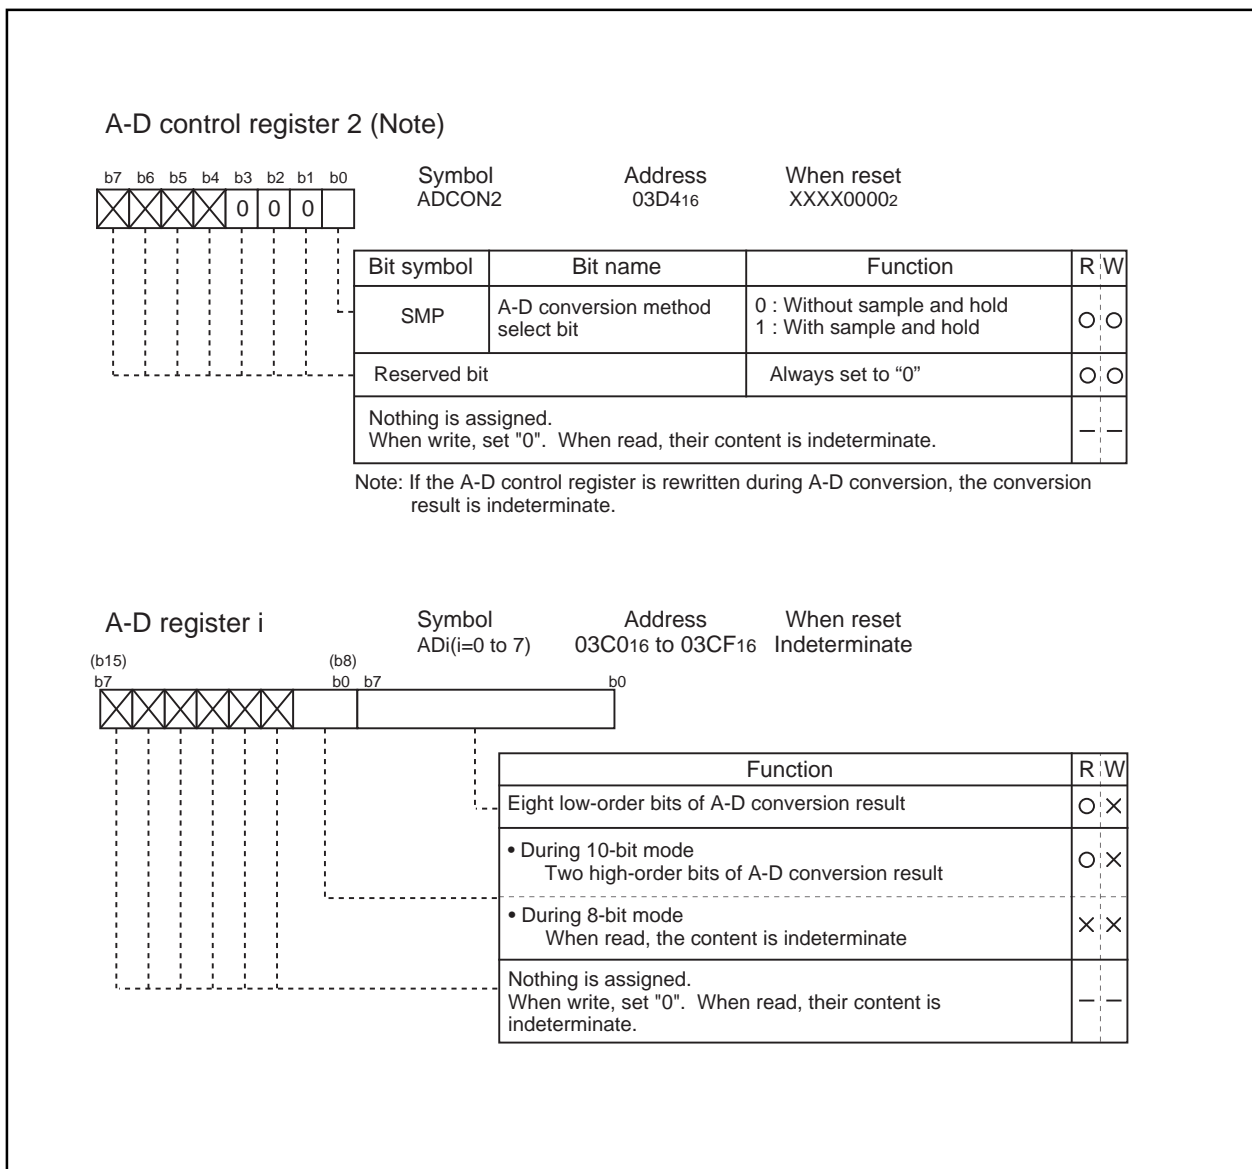 A-D control register 2 (Note)
b7 b6 b5 b4 b3 b2 b1 b0
Symbol Address When reset
ADCON2 03D416 XXXX00002
0 0 0
Bit symbol Bit name Function R W
SMP A-D conversion method select bit 0 : Without sample and hold
1 : With sample and hold
Reserved bit Always set to “0”
Nothing is assigned.
When write, set "0". When read, their content is indeterminate.
Note: If the A-D control register is rewritten during A-D conversion, the conversion
result is indeterminate.
A-D register i
Symbol Address When reset
ADi(i=0 to 7) 03C016 to 03CF16 Indeterminate
(b15) (b8)
b7 b0 b7 b0
Function R W
Eight low-order bits of A-D conversion result
• During 10-bit mode
Two high-order bits of A-D conversion result
• During 8-bit mode
When read, the content is indeterminate
Nothing is assigned.
When write, set "0". When read, their content is
indeterminate.